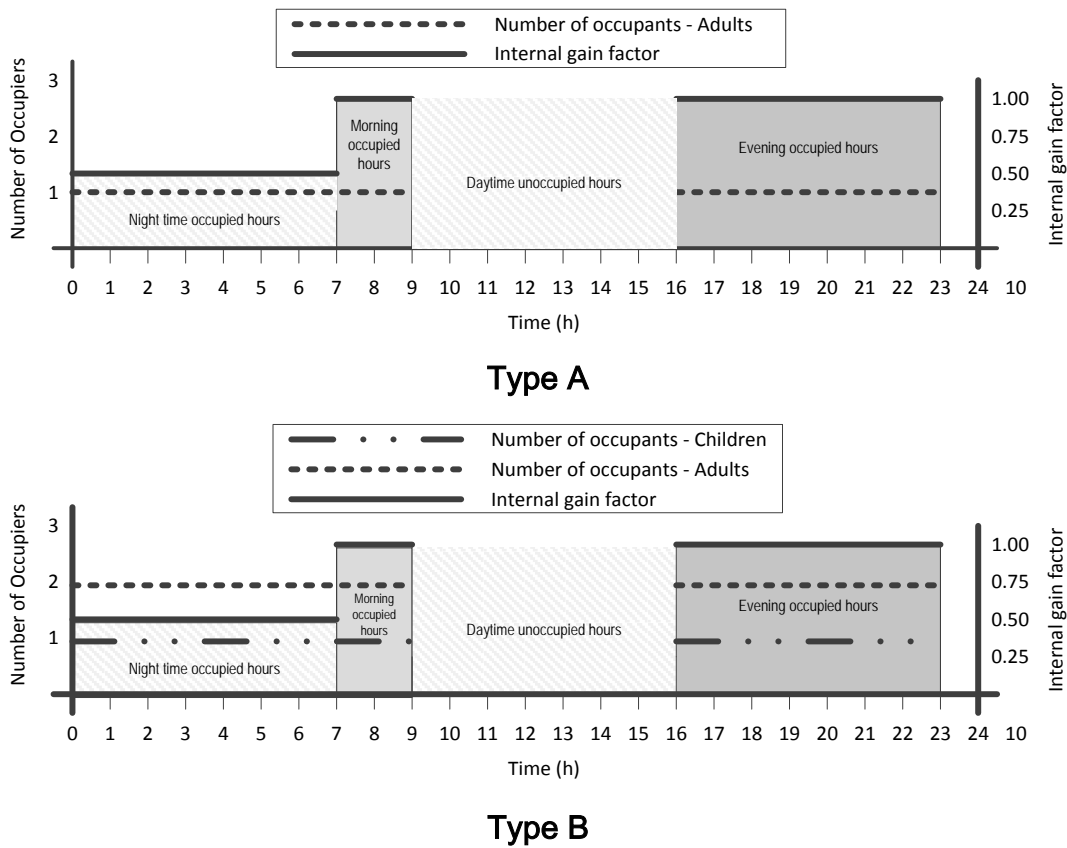 Number of occupants - Adults
Internal gain factor
Number of Occupiers
3
2
1
Morning
occupied
hours
Night time occupied hours
Daytime unoccupied hours
Evening occupied hours
1.00
0.75
0.50
0.25
Internal gain factor
0 1 2 3 4 5 6 7 8 9 10 11 12 13 14 15 16 17 18 19 20 21 22 23 24 10
Time (h)
Type A
Number of occupants - Children
Number of occupants - Adults
Internal gain factor
Number of Occupiers
3
2
1
Morning
occupied
hours
Night time occupied hours
Daytime unoccupied hours
Evening occupied hours
1.00
0.75
0.50
0.25
Internal gain factor
0 1 2 3 4 5 6 7 8 9 10 11 12 13 14 15 16 17 18 19 20 21 22 23 24 10
Time (h)
Type B